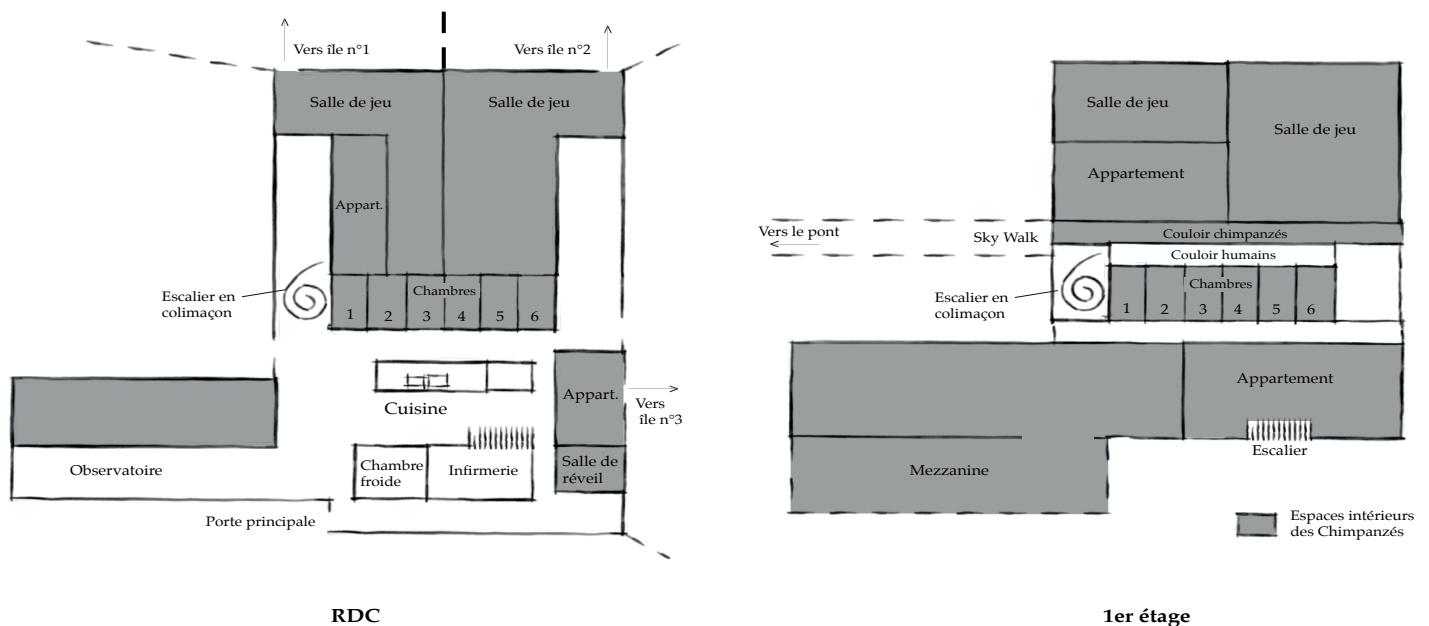 Vers île n°1
Vers île n°2
Salle de jeu
Salle de jeu
Appart.
Escalier en
colimaçon
Chambres
1
2
3
4
5
6
Cuisine
Appart.
Vers
île n°3
Observatoire
Chambre
froide
Infirmerie
Salle de
réveil
Porte principale
RDC
Salle de jeu
Salle de jeu
Appartement
Vers le pont
Sky Walk
Couloir chimpanzés
Couloir humains
Escalier en
colimaçon
Chambres
1
2
3
4
5
6
Appartement
Escalier
Mezzanine
Espaces intérieurs
des Chimpanzés
1er étage